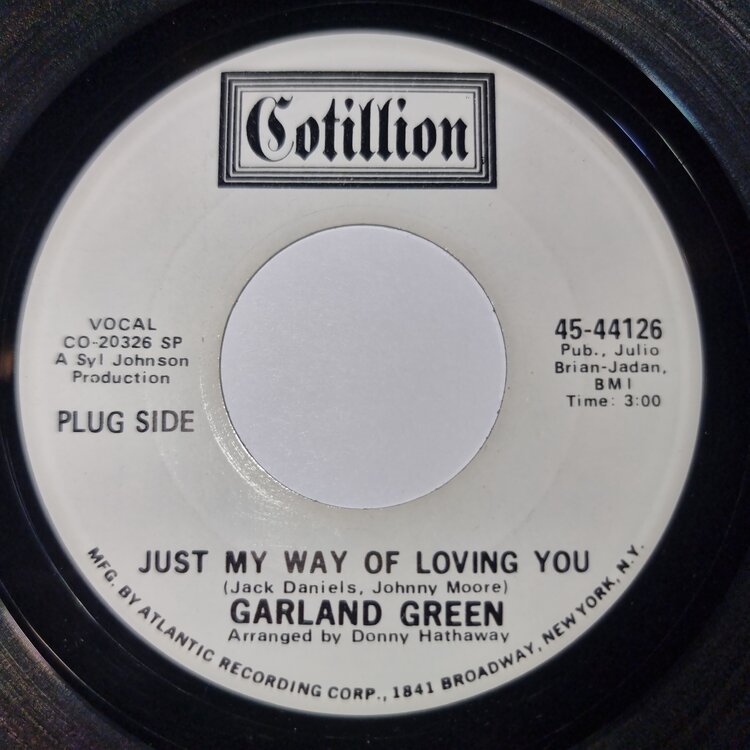 Cotillion
VOCAL
CO-20326 SP
A Syl Johnson
Production
PLUG SIDE
45-44126
Pub., Julio
Brian-Jadan,
BMI
Time: 3:00
JUST MY WAY OF LOVING YOU
(Jack Daniels, Johnny Moore)
GARLAND GREEN
Arranged by Donny Hathaway
MFG. BY ATLANTIC RECORDING CORP., 1841 BROADWAY, NEW YORK, N.Y.